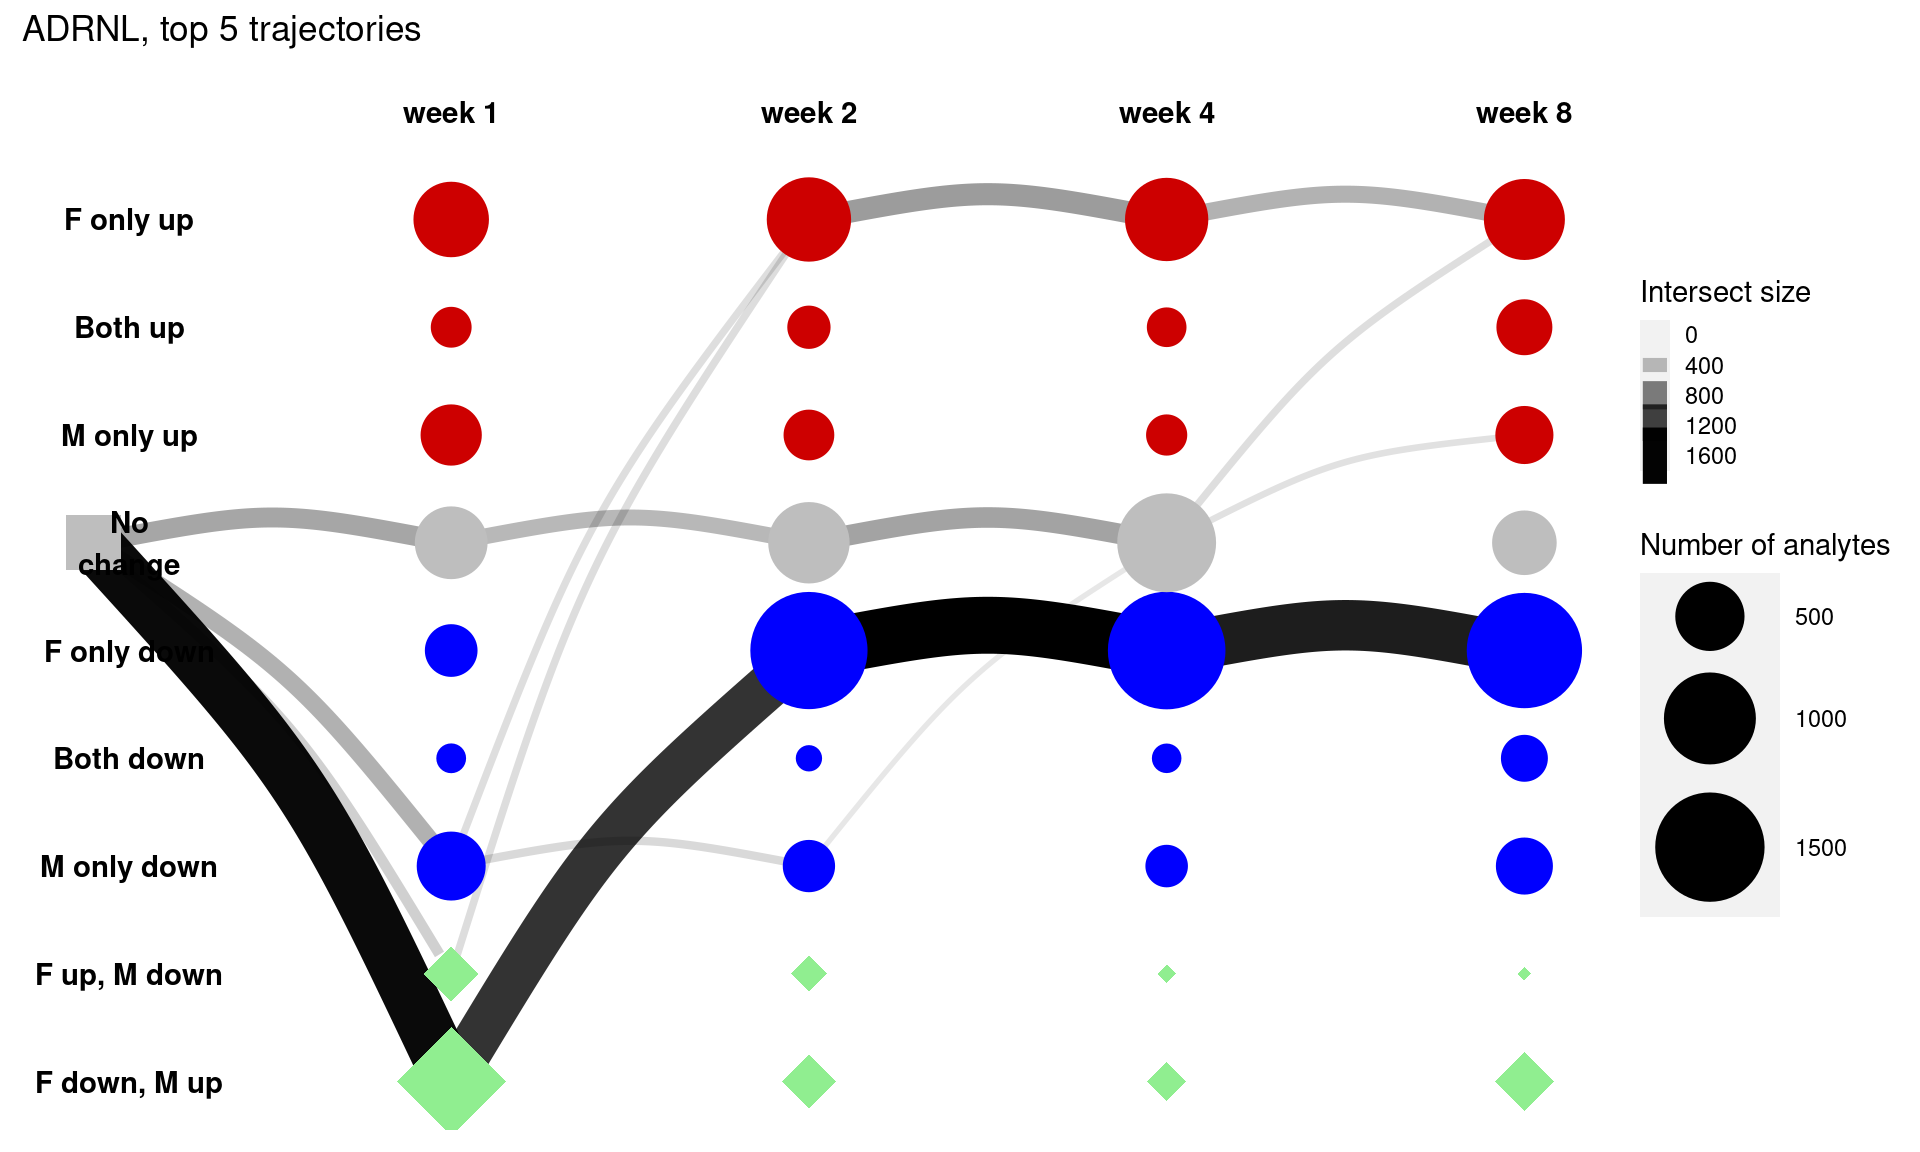 ADRNL, top 5 trajectories
week 1
week 2
week 4
week 8
F only up
Both up
M only up
No
change
F only down
Both down
M only down
F up, M down
F down, M up
Intersect size
0
400
800
1200
1600
Number of analytes
500
1000
1500